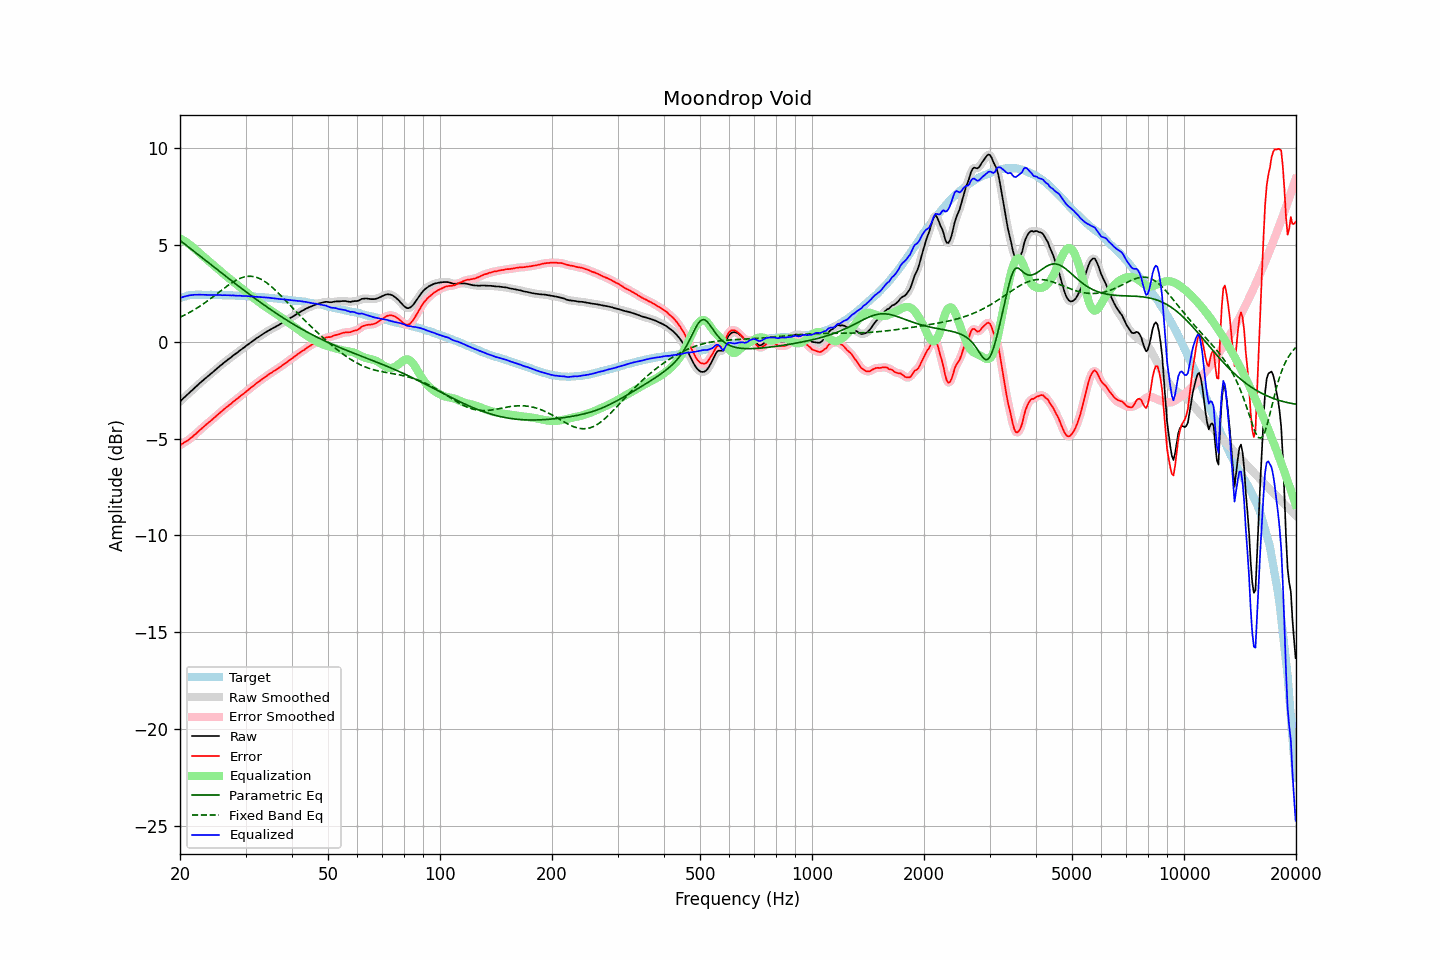 Moondrop Void
10
5
0
−5
−10
−15
−20
−25
Amplitude (dBr)
Target
Raw Smoothed
Error Smoothed
Raw
Error
Equalization
Parametric Eq
Fixed Band Eq
Equalized
20 50 100 200 500 1000 2000 5000 10000 20000
Frequency (Hz)